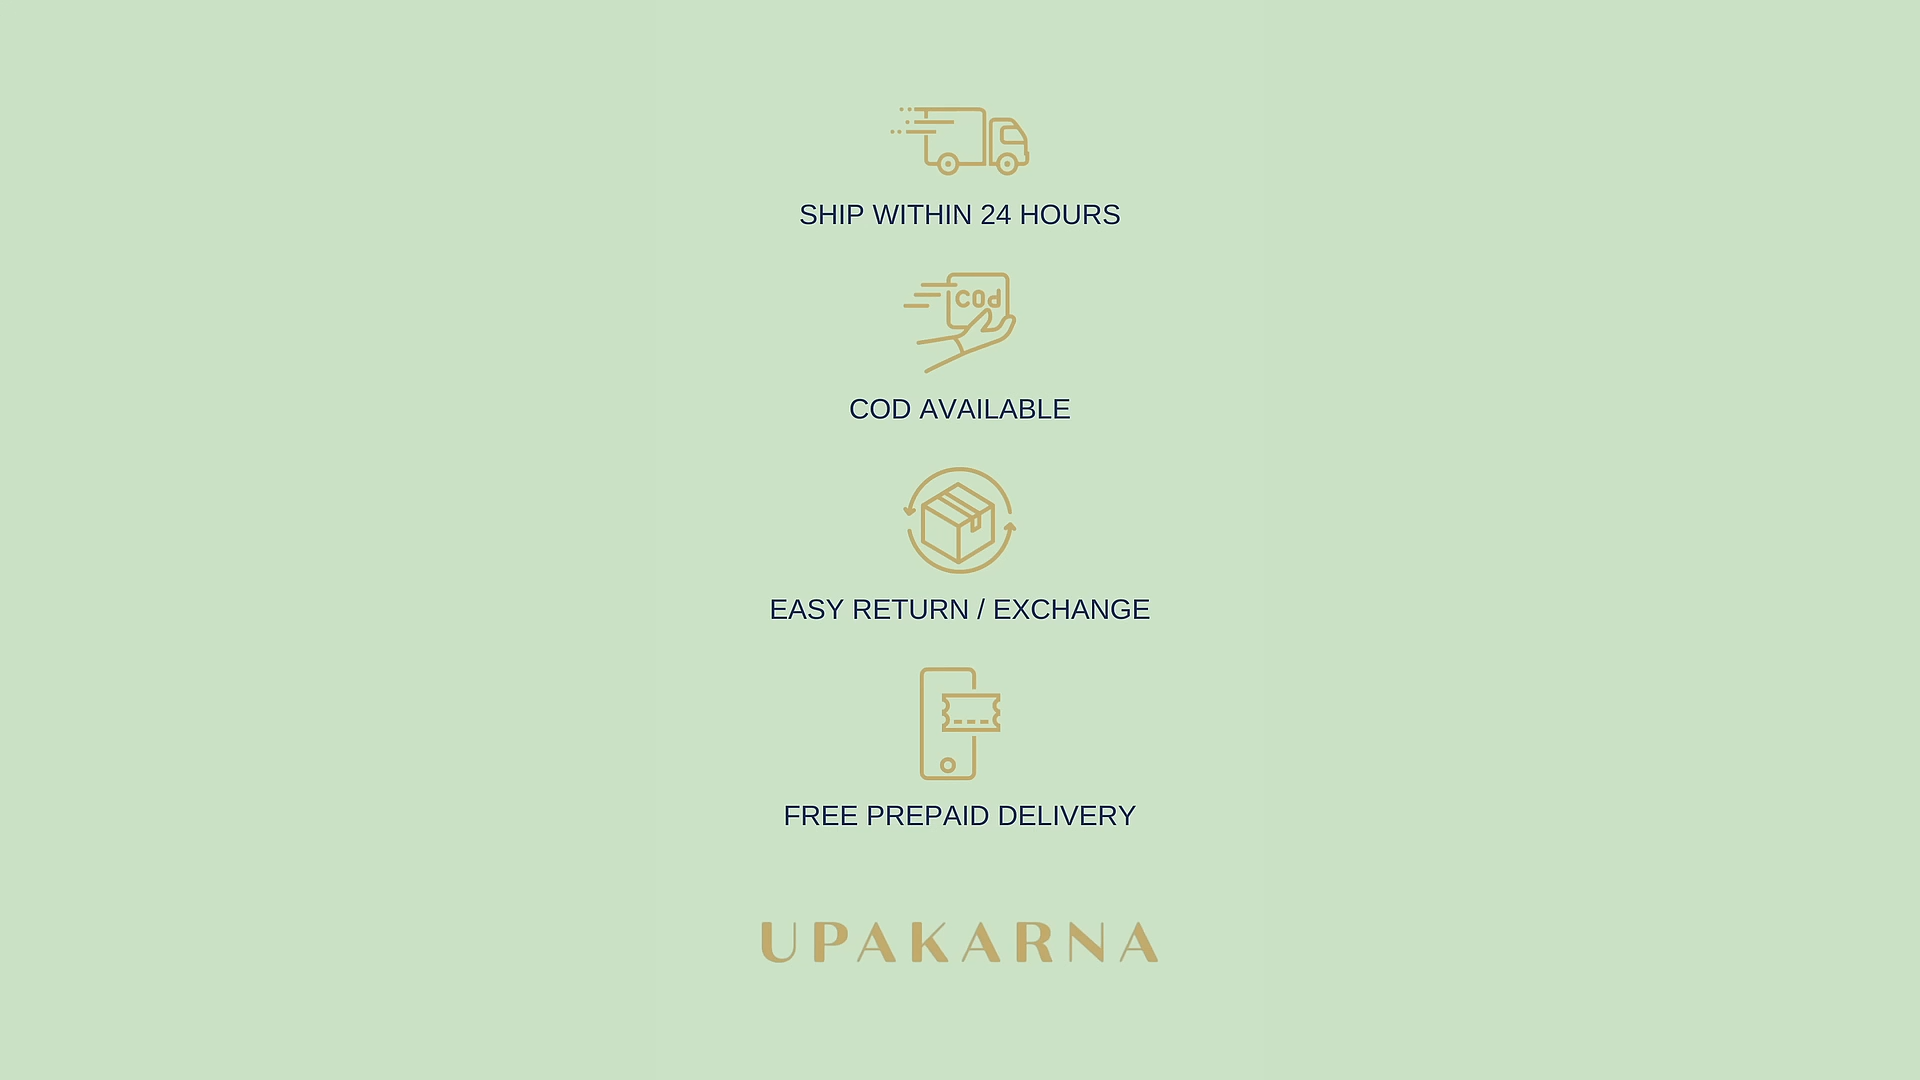 SHIP WITHIN 24 HOURS
COD
COD AVAILABLE
EASY RETURN / EXCHANGE
FREE PREPAID DELIVERY
UPAKARNA